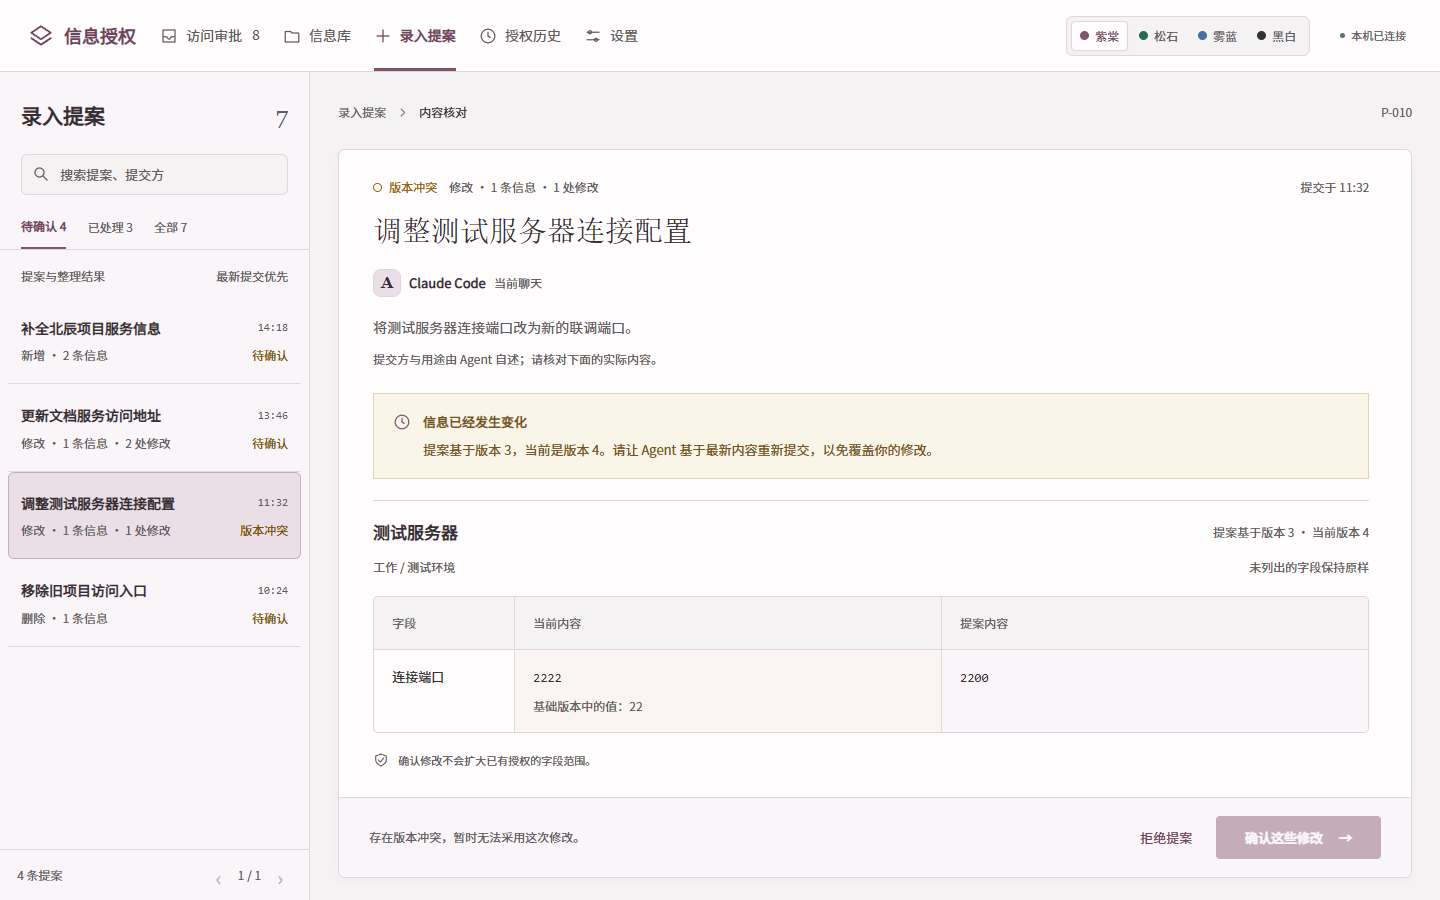 信息授权
访问审批 8
信息库
录入提案
授权历史
设置
紫棠
松石
雾蓝
黑白
本机已连接
录入提案 7
搜索提案、提交方
待确认 4
已处理 3
全部 7
提案与整理结果 最新提交优先
补全北辰项目服务信息 14:18
新增 · 2 条信息 待确认
更新文档服务访问地址 13:46
修改 · 1 条信息 · 2 处修改 待确认
调整测试服务器连接配置 11:32
修改 · 1 条信息 · 1 处修改 版本冲突
移除旧项目访问入口 10:24
删除 · 1 条信息 待确认
4 条提案 ‹ 1 / 1 ›
录入提案 > 内容核对 P-010
版本冲突 修改 · 1 条信息 · 1 处修改 提交于 11:32
调整测试服务器连接配置
A Claude Code 当前聊天
将测试服务器连接端口改为新的联调端口。
提交方与用途由 Agent 自述；请核对下面的实际内容。
信息已经发生变化
提案基于版本 3，当前是版本 4。请让 Agent 基于最新内容重新提交，以免覆盖你的修改。
测试服务器 提案基于版本 3 · 当前版本 4
工作 / 测试环境 未列出的字段保持原样
字段 当前内容 提案内容
连接端口 2222 2200
基础版本中的值：22
确认修改不会扩大已有授权的字段范围。
存在版本冲突，暂时无法采用这次修改。 拒绝提案 确认这些修改 →